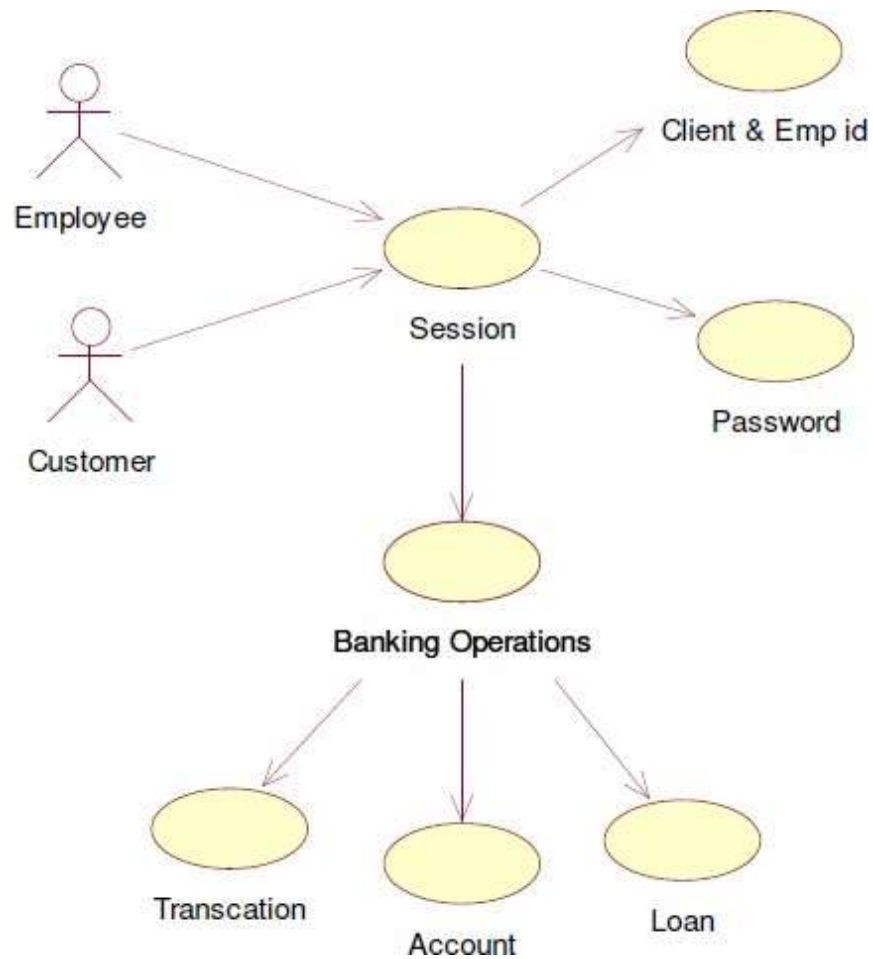 Client & Emp id
Employee
Session
Password
Customer
Banking Operations
Transcation
Account
Loan